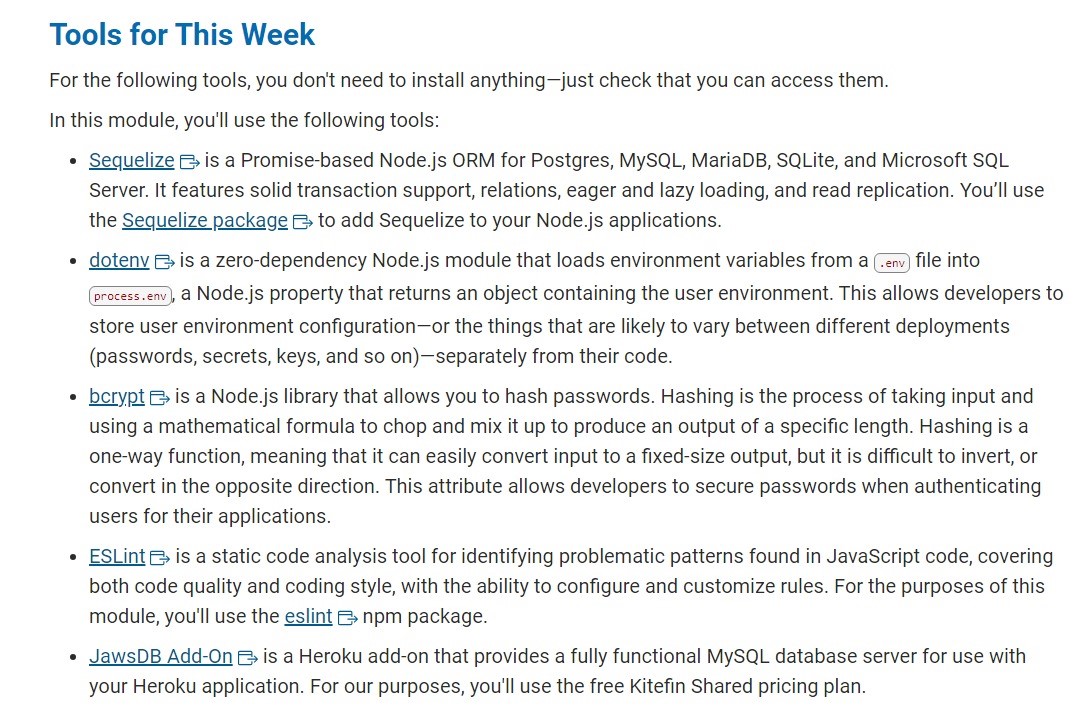 Tools for This Week
For the following tools, you don't need to install anything—just check that you can access them.
In this module, you'll use the following tools:
• Sequelize is a Promise-based Node.js ORM for Postgres, MySQL, MariaDB, SQLite, and Microsoft SQL
Server. It features solid transaction support, relations, eager and lazy loading, and read replication. You’ll use
the Sequelize package to add Sequelize to your Node.js applications.
• dotenv is a zero-dependency Node.js module that loads environment variables from a .env file into
process.env, a Node.js property that returns an object containing the user environment. This allows developers to
store user environment configuration—or the things that are likely to vary between different deployments
(passwords, secrets, keys, and so on)—separately from their code.
• bcrypt is a Node.js library that allows you to hash passwords. Hashing is the process of taking input and
using a mathematical formula to chop and mix it up to produce an output of a specific length. Hashing is a
one-way function, meaning that it can easily convert input to a fixed-size output, but it is difficult to invert, or
convert in the opposite direction. This attribute allows developers to secure passwords when authenticating
users for their applications.
• ESLint is a static code analysis tool for identifying problematic patterns found in JavaScript code, covering
both code quality and coding style, with the ability to configure and customize rules. For the purposes of this
module, you'll use the eslint npm package.
• JawsDB Add-On is a Heroku add-on that provides a fully functional MySQL database server for use with
your Heroku application. For our purposes, you'll use the free Kitefin Shared pricing plan.